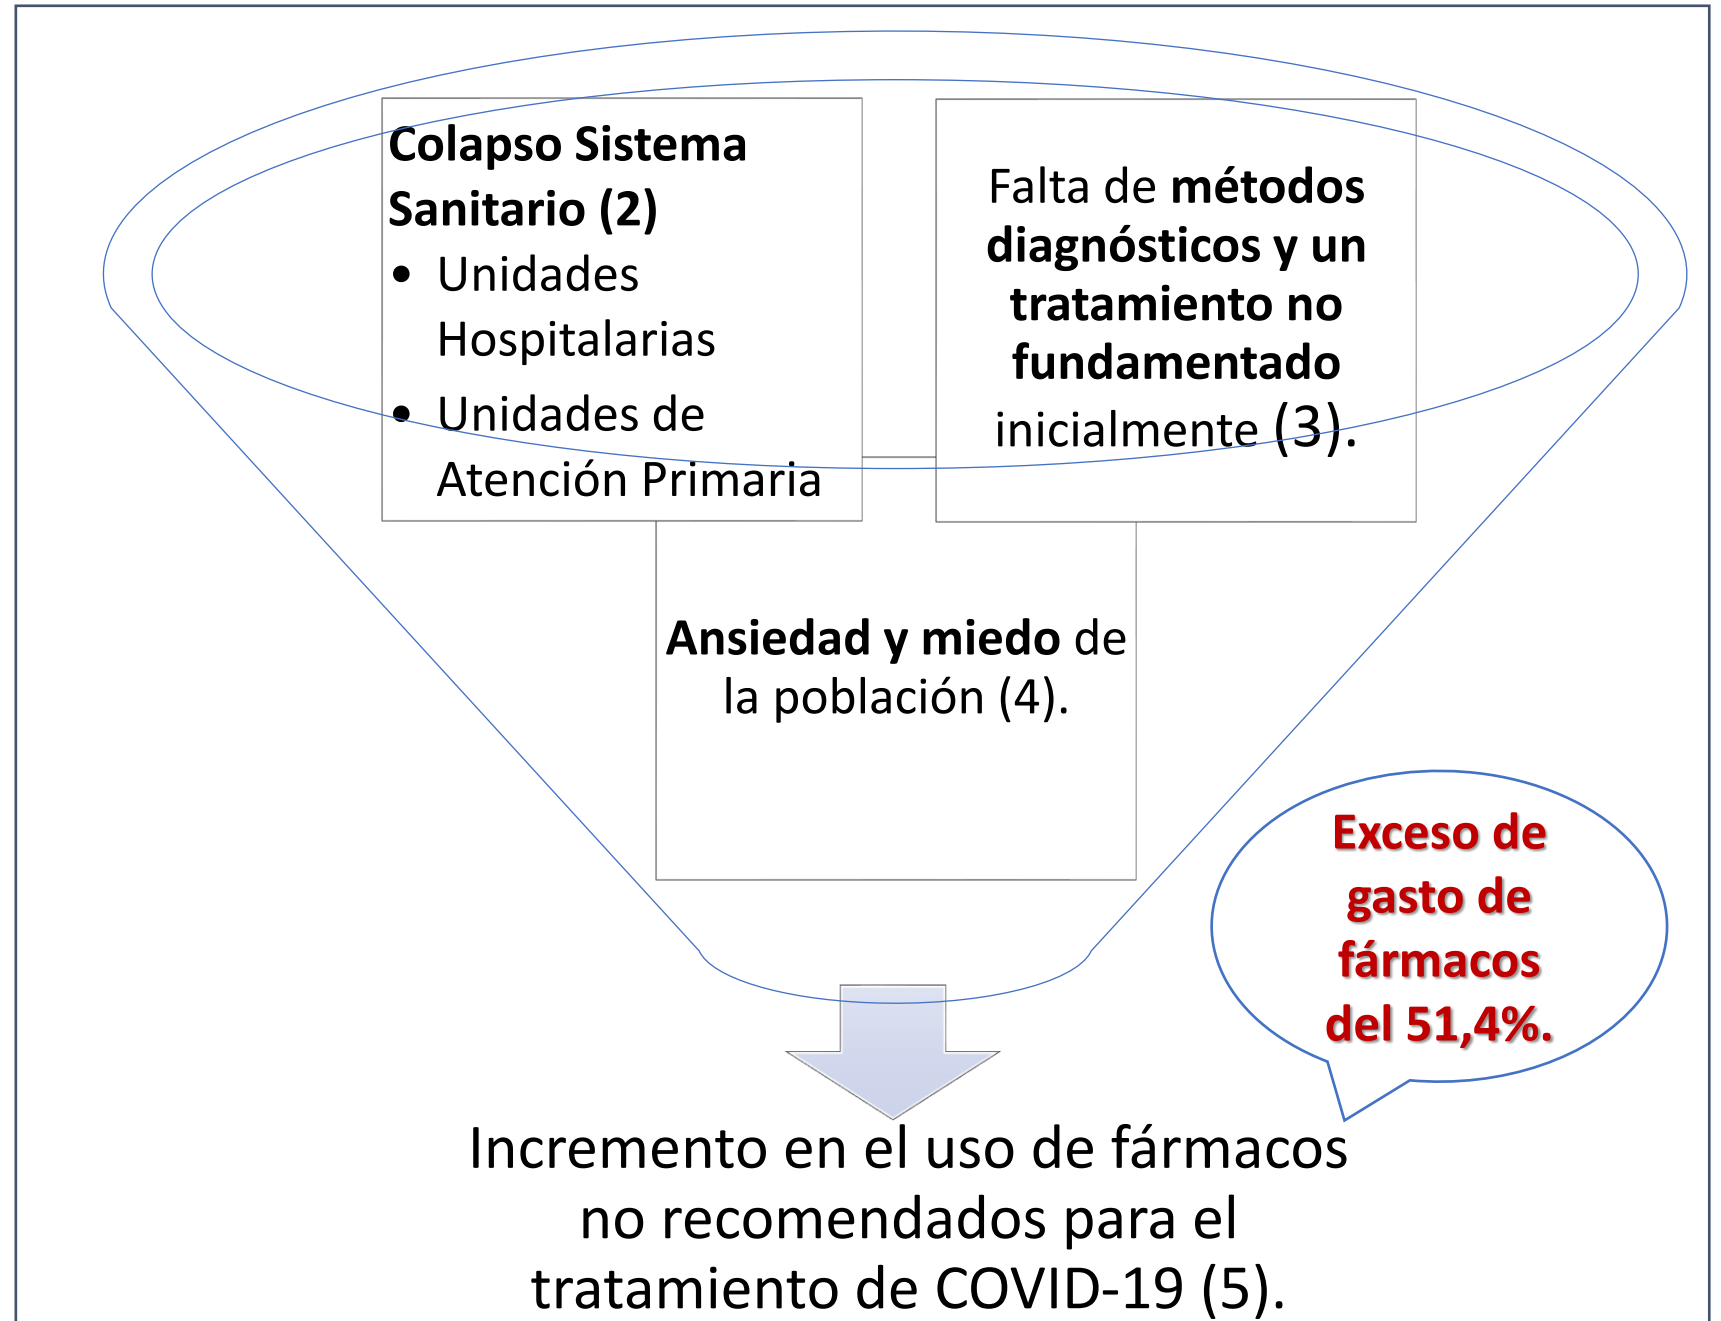 Colapso Sistema
Sanitario (2)
• Unidades
Hospitalarias
• Unidades de
Atención Primaria
Falta de métodos
diagnósticos y un
tratamiento no
fundamentado
inicialmente (3).
Ansiedad y miedo de
la población (4).
Exceso de
gasto de
fármacos
del 51,4%.
Incremento en el uso de fármacos
no recomendados para el
tratamiento de COVID-19 (5).